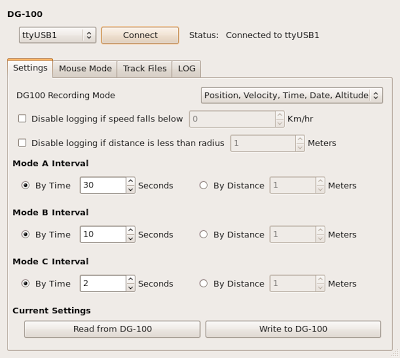 DG-100
ttyUSB1 Connect Status: Connected to ttyUSB1
Settings Mouse Mode Track Files LOG
DG100 Recording Mode Position, Velocity, Time, Date, Altitude
Disable logging if speed falls below 0 Km/hr
Disable logging if distance is less than radius 1 Meters
Mode A Interval
By Time 30 Seconds By Distance 1 Meters
Mode B Interval
By Time 10 Seconds By Distance 1 Meters
Mode C Interval
By Time 2 Seconds By Distance 1 Meters
Current Settings
Read from DG-100 Write to DG-100